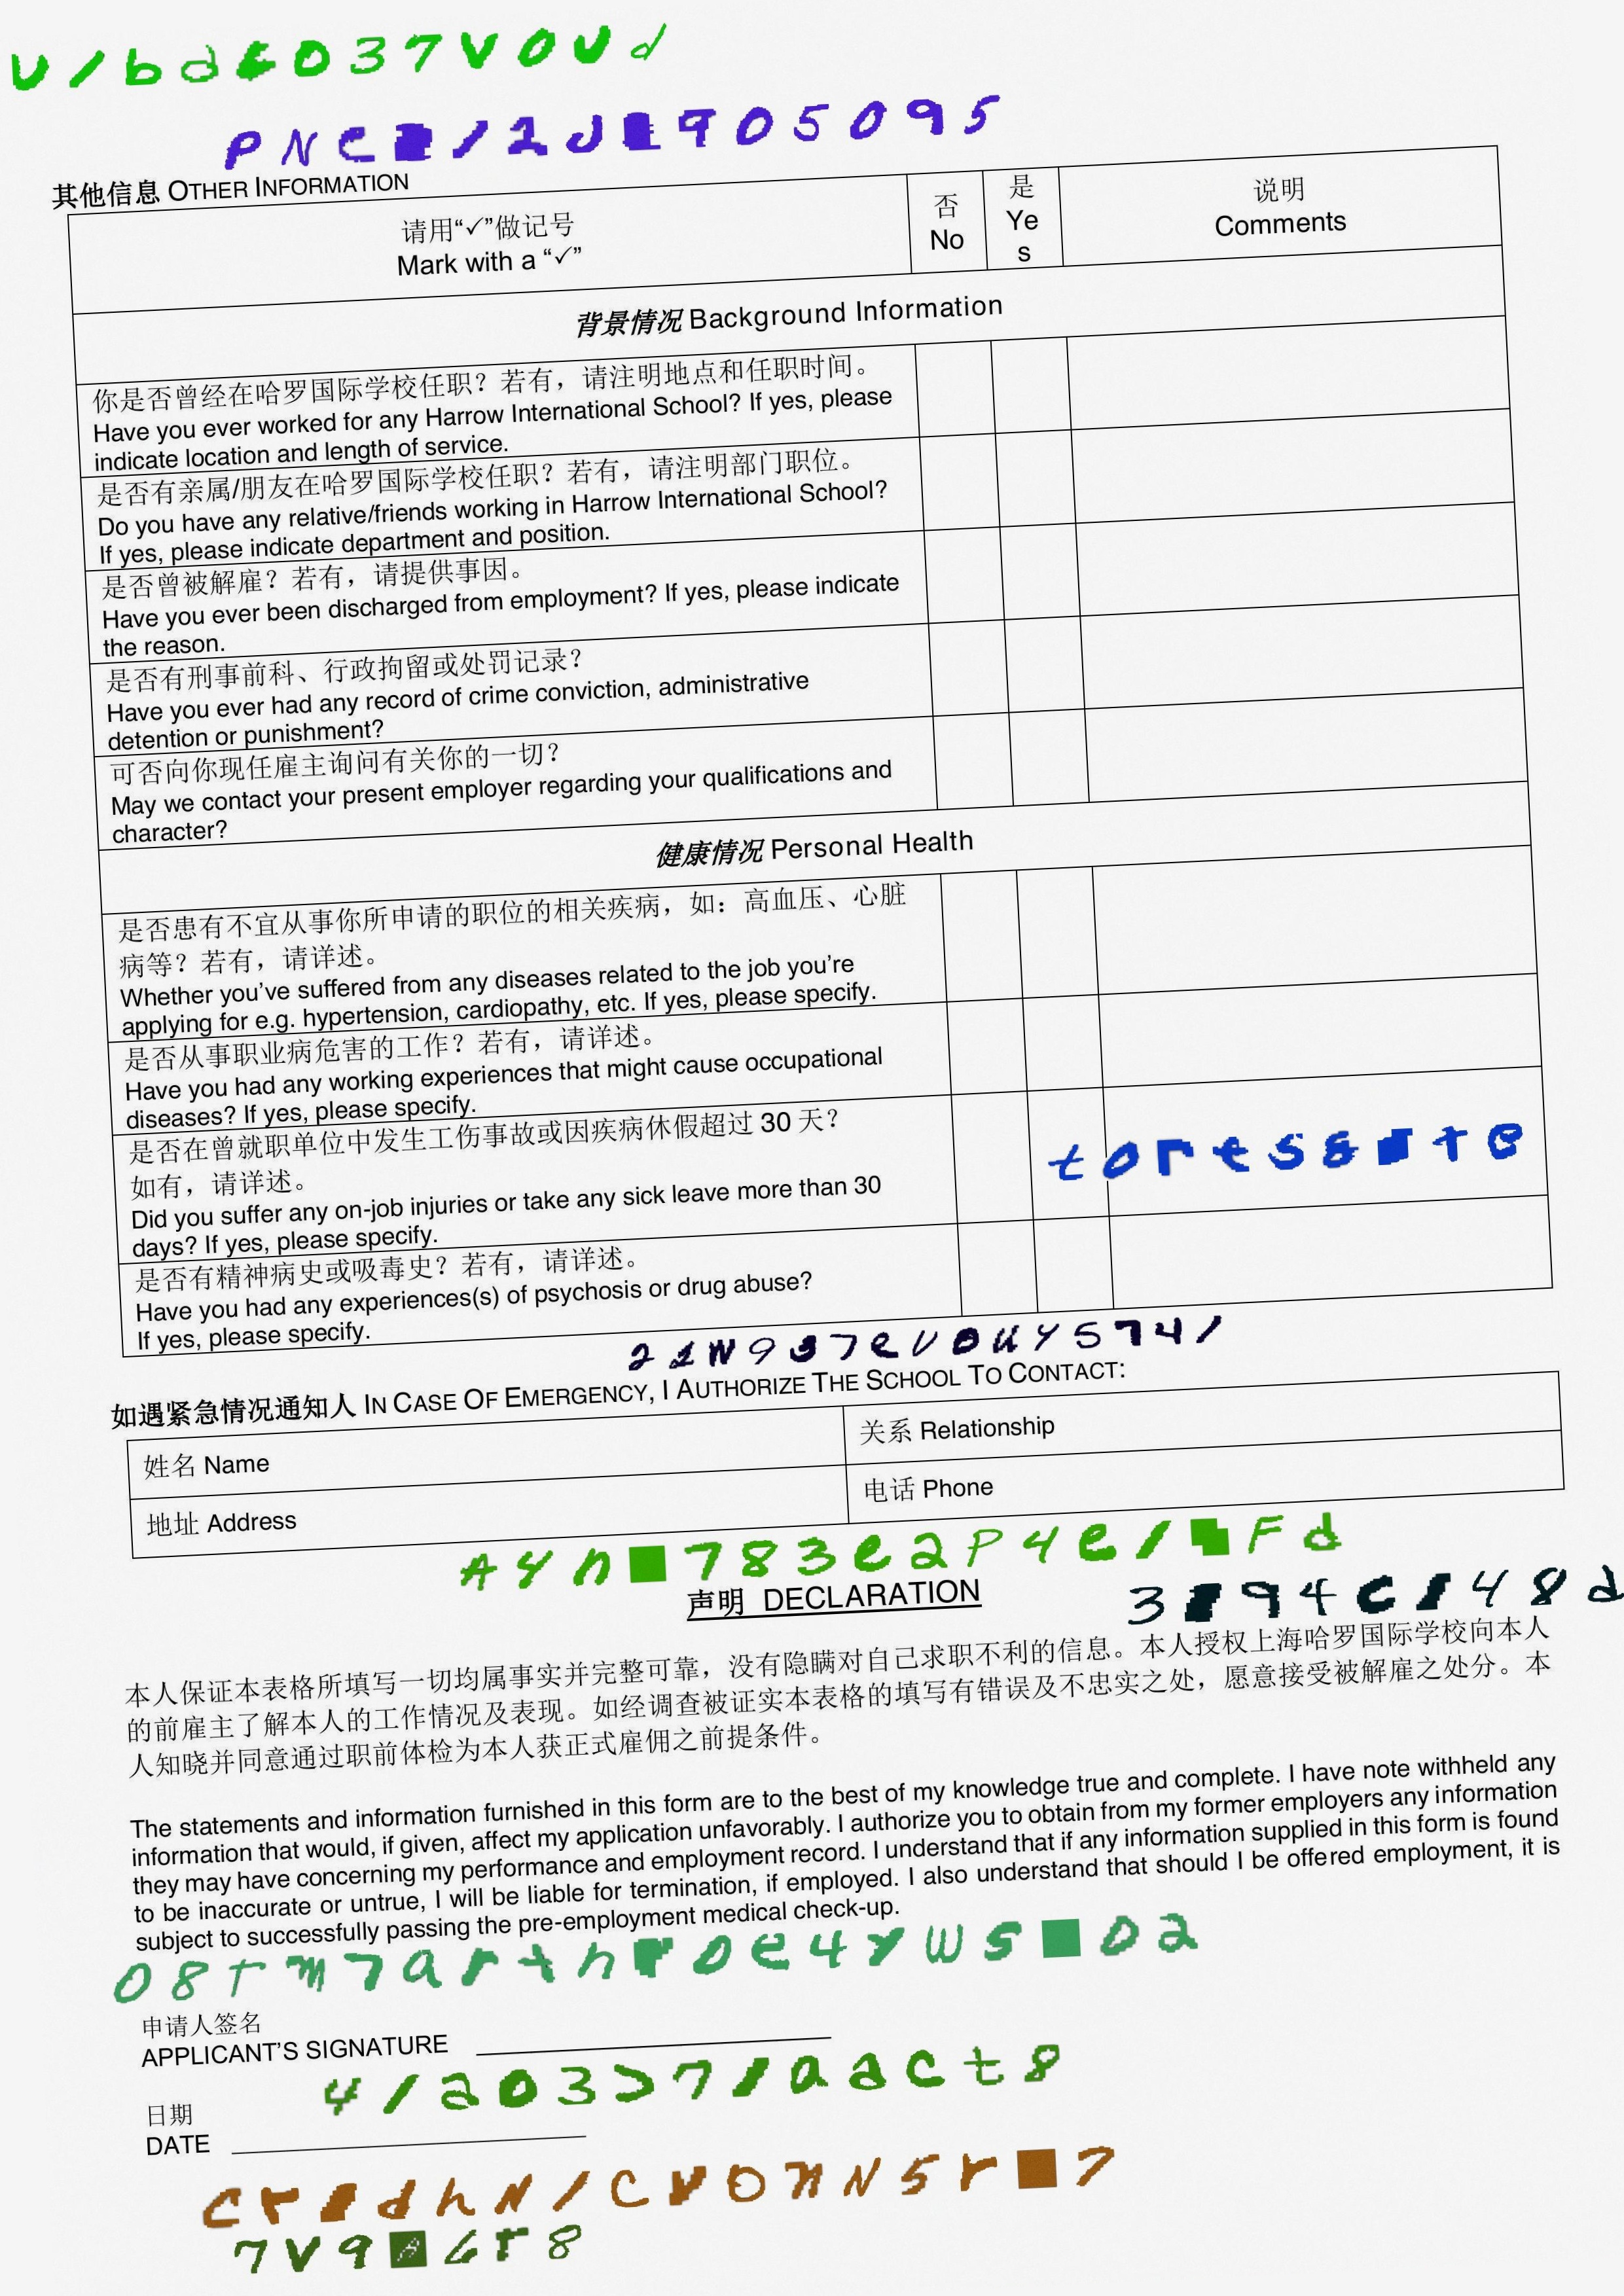 其他信息 OTHER INFORMATION
请用“✓”做记号
Mark with a “✓”
否
No
是
Ye
s
说明
Comments
背景情况 Background Information
你是否曾经在哈罗国际学校任职？若有，请注明地点和任职时间。
Have you ever worked for any Harrow International School? If yes, please
indicate location and length of service.
是否有亲属/朋友在哈罗国际学校任职？若有，请注明部门职位。
Do you have any relative/friends working in Harrow International School?
If yes, please indicate department and position.
是否曾被解雇？若有，请提供事因。
Have you ever been discharged from employment? If yes, please indicate
the reason.
是否有刑事前科、行政拘留或处罚记录？
Have you ever had any record of crime conviction, administrative
detention or punishment?
可否向你现任雇主询问有关你的一切？
May we contact your present employer regarding your qualifications and
character?
健康情况 Personal Health
是否患有不宜从事你所申请的职位的相关疾病，如：高血压、心脏
病等？若有，请详述。
Whether you’ve suffered from any diseases related to the job you’re
applying for e.g. hypertension, cardiopathy, etc. If yes, please specify.
是否从事职业病危害的工作？若有，请详述。
Have you had any working experiences that might cause occupational
diseases? If yes, please specify.
是否在曾就职单位中发生工伤事故或因疾病休假超过 30 天？
如有，请详述。
Did you suffer any on-job injuries or take any sick leave more than 30
days? If yes, please specify.
是否有精神病史或吸毒史？若有，请详述。
Have you had any experiences(s) of psychosis or drug abuse?
If yes, please specify.
如遇紧急情况通知人 IN CASE OF EMERGENCY, I AUTHORIZE THE SCHOOL TO CONTACT:
姓名 Name
关系 Relationship
地址 Address
电话 Phone
声明 DECLARATION
本人保证本表格所填写一切均属事实并完整可靠，没有隐瞒对自己求职不利的信息。本人授权上海哈罗国际学校向本人
的前雇主了解本人的工作情况及表现。如经调查被证实本表格的填写有错误及不忠实之处，愿意接受被解雇之处分。本
人知晓并同意通过职前体检为本人获正式雇佣之前提条件。
The statements and information furnished in this form are to the best of my knowledge true and complete. I have note withheld any
information that would, if given, affect my application unfavorably. I authorize you to obtain from my former employers any information
they may have concerning my performance and employment record. I understand that if any information supplied in this form is found
to be inaccurate or untrue, I will be liable for termination, if employed. I also understand that should I be offered employment, it is
subject to successfully passing the pre-employment medical check-up.
申请人签名
APPLICANT’S SIGNATURE
日期
DATE